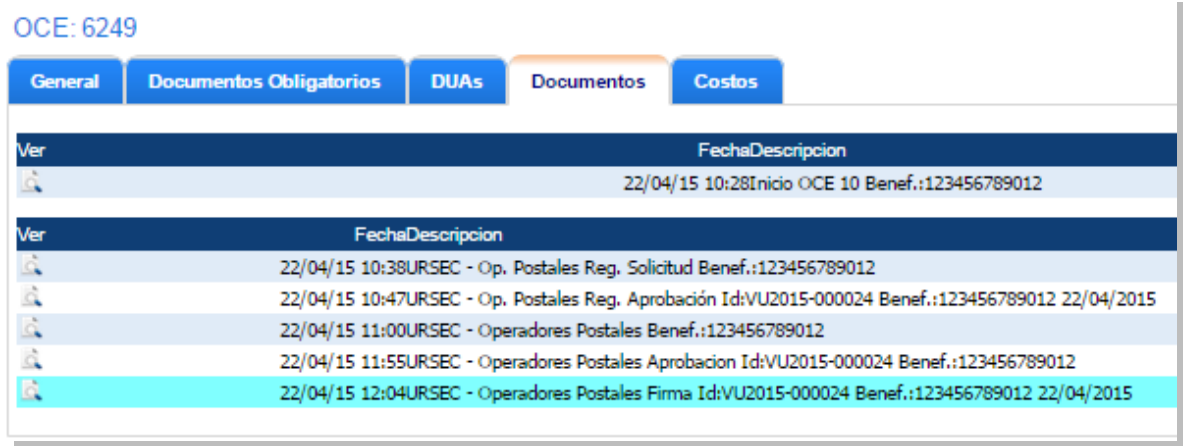 OCE: 6249
General Documentos Obligatorios DUAs Documentos Costos
Ver FechaDescripcion
22/04/15 10:28Inicio OCE 10 Benef.:123456789012
Ver FechaDescripcion
22/04/15 10:38URSEC - Op. Postales Reg. Solicitud Benef.:123456789012
22/04/15 10:47URSEC - Op. Postales Reg. Aprobación Id:VU2015-000024 Benef.:123456789012 22/04/2015
22/04/15 11:00URSEC - Operadores Postales Benef.:123456789012
22/04/15 11:55URSEC - Operadores Postales Aprobacion Id:VU2015-000024 Benef.:123456789012
22/04/15 12:04URSEC - Operadores Postales Firma Id:VU2015-000024 Benef.:123456789012 22/04/2015